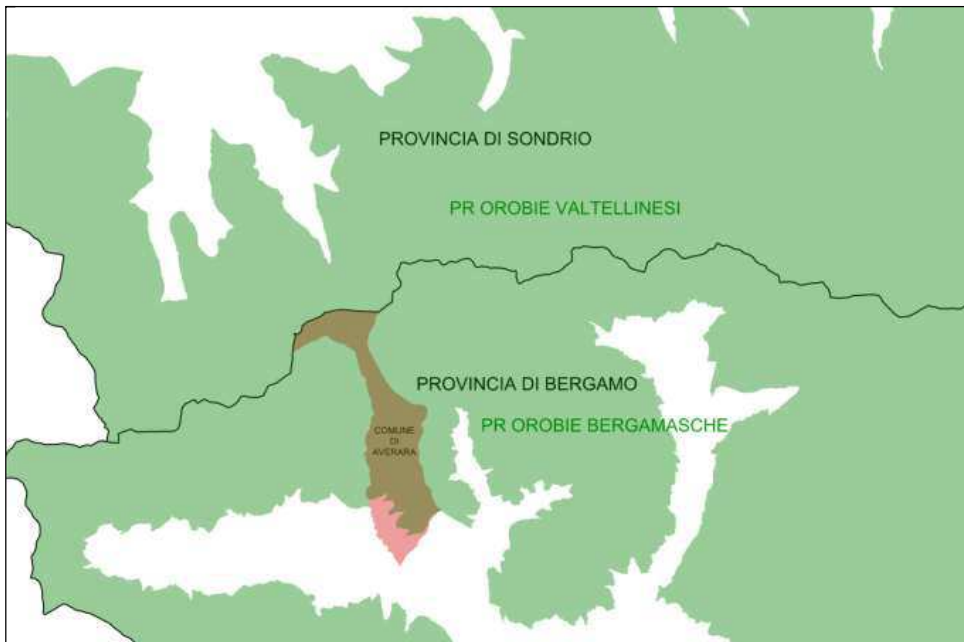 PROVINCIA DI SONDRIO
PR OROBIE VALTELLINESI
PROVINCIA DI BERGAMO
PR OROBIE BERGAMASCHE
COMUNE
DI
AVERARA